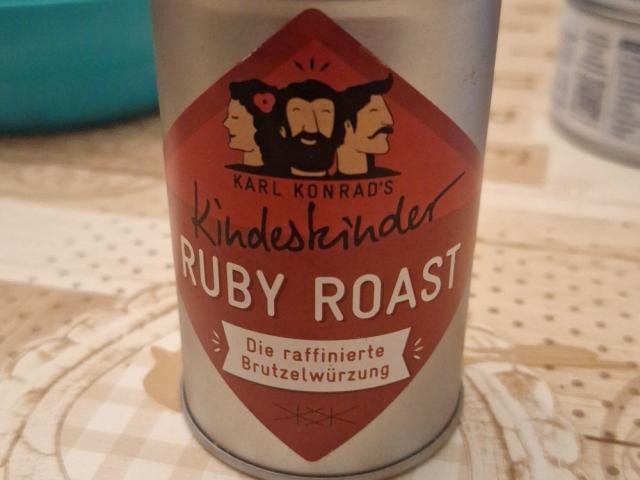 KARL KONRAD'S
Kindeskinder
RUBY ROAST
Die raffinierte
Brutzelwürzung